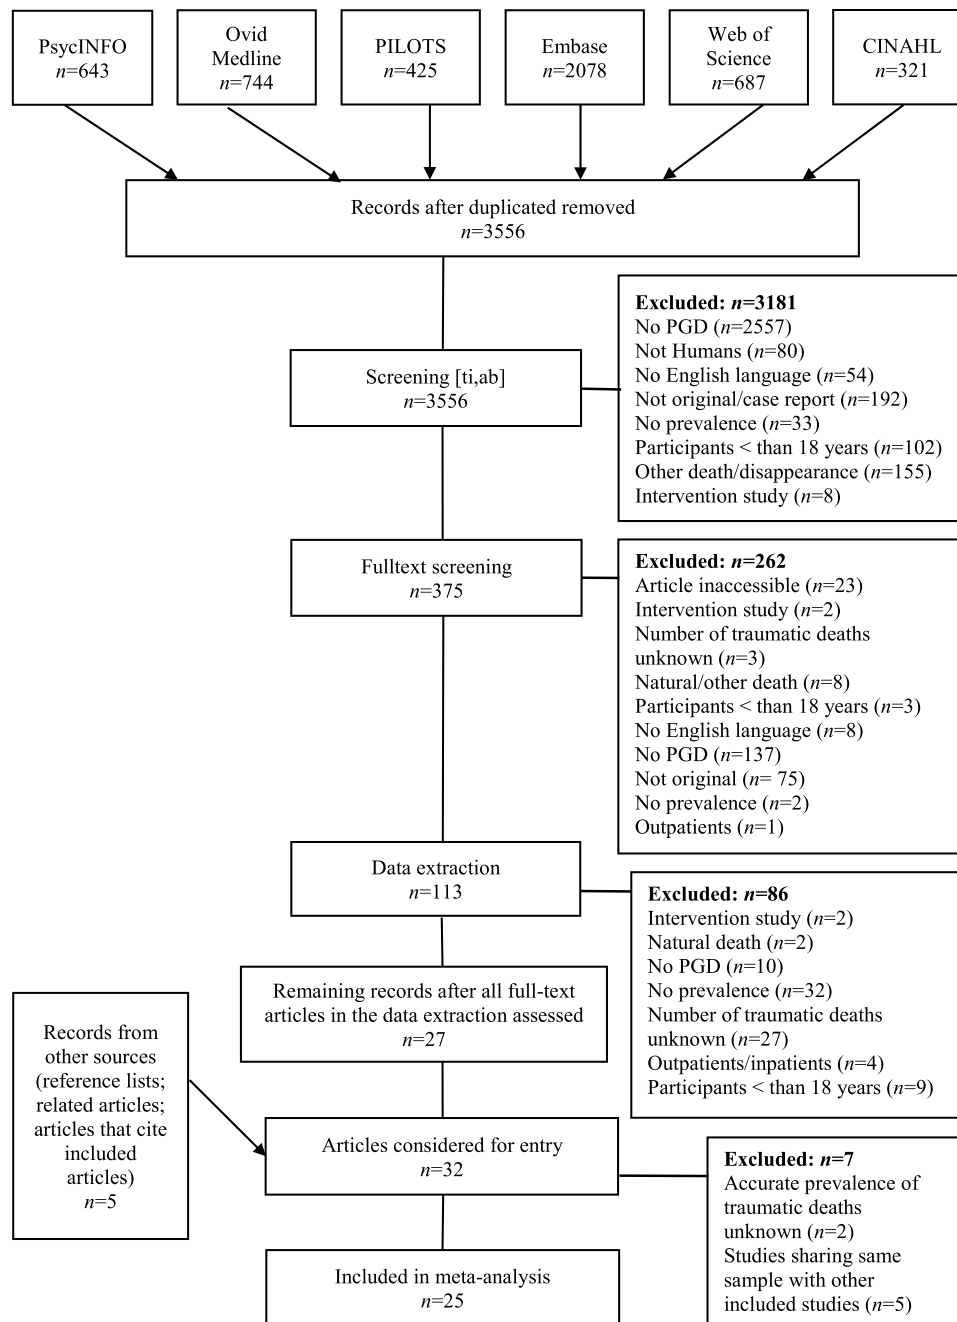 PsycINFO
n=643
Ovid
Medline
n=744
PILOTS
n=425
Embase
n=2078
Web of
Science
n=687
CINAHL
n=321
Records after duplicated removed
n=3556
Screening [ti,ab]
n=3556
Excluded: n=3181
No PGD (n=2557)
Not Humans (n=80)
No English language (n=54)
Not original/case report (n=192)
No prevalence (n=33)
Participants < than 18 years (n=102)
Other death/disappearance (n=155)
Intervention study (n=8)
Fulltext screening
n=375
Excluded: n=262
Article inaccessible (n=23)
Intervention study (n=2)
Number of traumatic deaths
unknown (n=3)
Natural/other death (n=8)
Participants < than 18 years (n=3)
No English language (n=8)
No PGD (n=137)
Not original (n= 75)
No prevalence (n=2)
Outpatients (n=1)
Data extraction
n=113
Excluded: n=86
Intervention study (n=2)
Natural death (n=2)
No PGD (n=10)
No prevalence (n=32)
Number of traumatic deaths
unknown (n=27)
Outpatients/inpatients (n=4)
Participants < than 18 years (n=9)
Remaining records after all full-text
articles in the data extraction assessed
n=27
Records from
other sources
(reference lists;
related articles;
articles that cite
included
articles)
n=5
Articles considered for entry
n=32
Excluded: n=7
Accurate prevalence of
traumatic deaths
unknown (n=2)
Studies sharing same
sample with other
included studies (n=5)
Included in meta-analysis
n=25